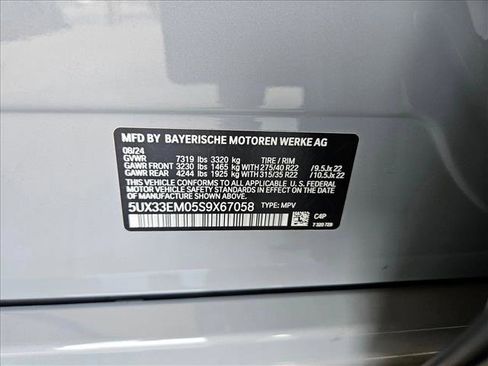 MFD BY BAYERISCHE MOTOREN WERKE AG
08/24
GVWR 7319 lbs 3320 kg TIRE / RIM
GAWR FRONT 3230 lbs 1465 kg WITH 275/40 R22 /9.5Jx22
GAWR REAR 4244 lbs 1925 kg WITH 315/35 R22 /10.5Jx22
THIS VEHICLE CONFORMS TO ALL APPLICABLE
U. S. FEDERAL MOTOR VEHICLE SAFETY STANDARDS
IN EFFECT ON THE DATE OF MANUFACTURE SHOWN ABOVE.
5UX33EM05S9X67058 TYPE: MPV
C4P